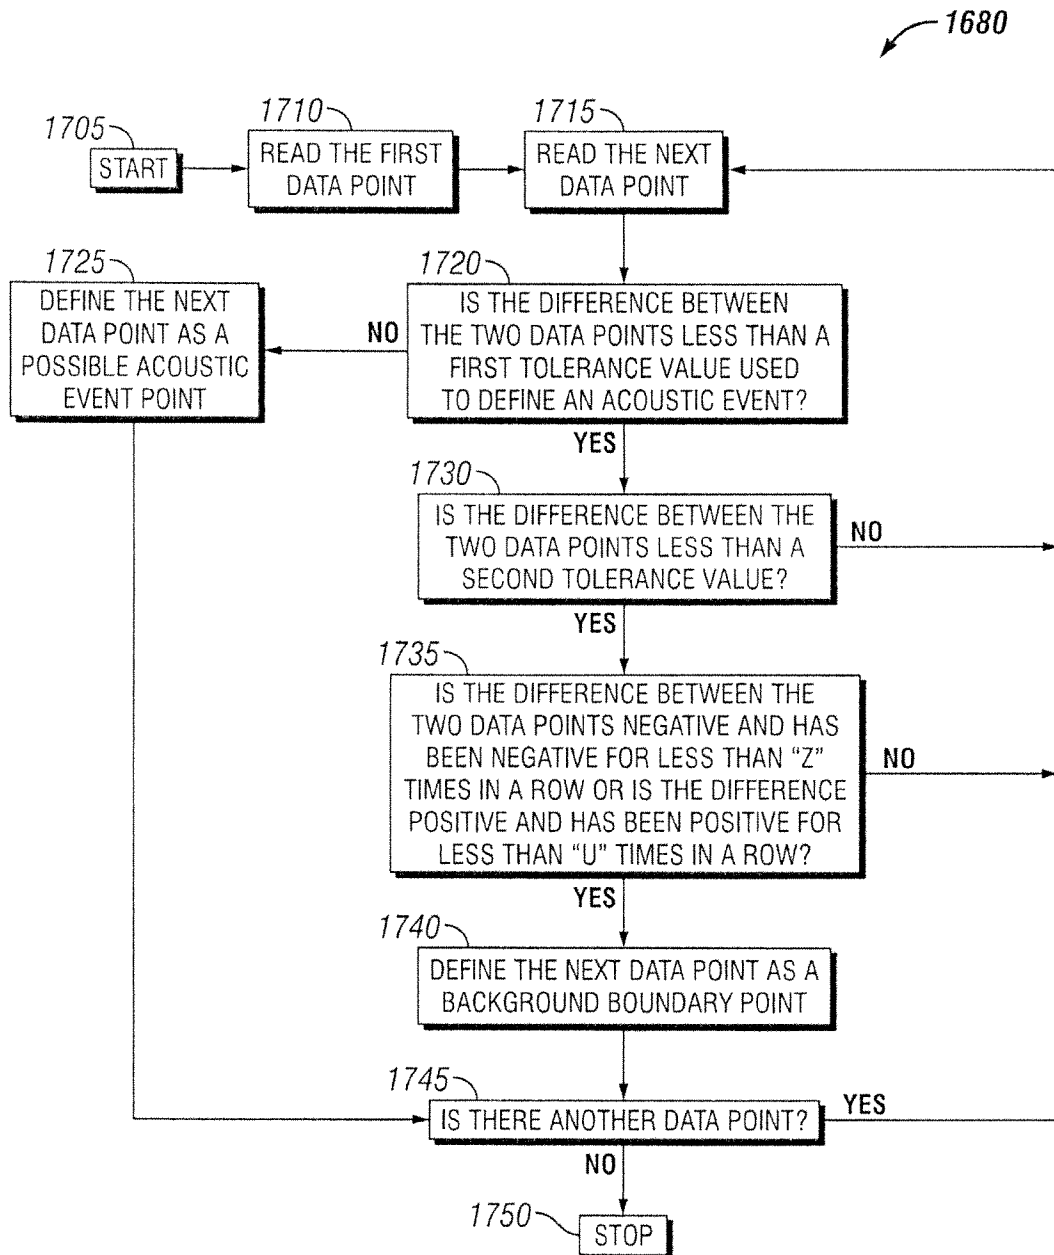 1680
1705
START
1710
READ THE FIRST
DATA POINT
1715
READ THE NEXT
DATA POINT
1720
IS THE DIFFERENCE BETWEEN
THE TWO DATA POINTS LESS THAN A
FIRST TOLERANCE VALUE USED
TO DEFINE AN ACOUSTIC EVENT?
NO
1725
DEFINE THE NEXT
DATA POINT AS A
POSSIBLE ACOUSTIC
EVENT POINT
YES
1730
IS THE DIFFERENCE BETWEEN THE
TWO DATA POINTS LESS THAN A
SECOND TOLERANCE VALUE?
NO
YES
1735
IS THE DIFFERENCE BETWEEN THE
TWO DATA POINTS NEGATIVE AND HAS
BEEN NEGATIVE FOR LESS THAN “Z”
TIMES IN A ROW OR IS THE DIFFERENCE
POSITIVE AND HAS BEEN POSITIVE FOR
LESS THAN “U” TIMES IN A ROW?
NO
YES
1740
DEFINE THE NEXT DATA POINT AS A
BACKGROUND BOUNDARY POINT
1745
IS THERE ANOTHER DATA POINT?
YES
NO
1750
STOP